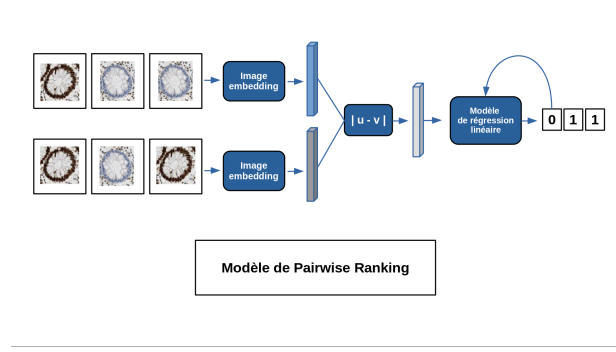 Image
embedding
| u - v |
Modèle
de régression
linéaire
0 1 1
Image
embedding
Modèle de Pairwise Ranking